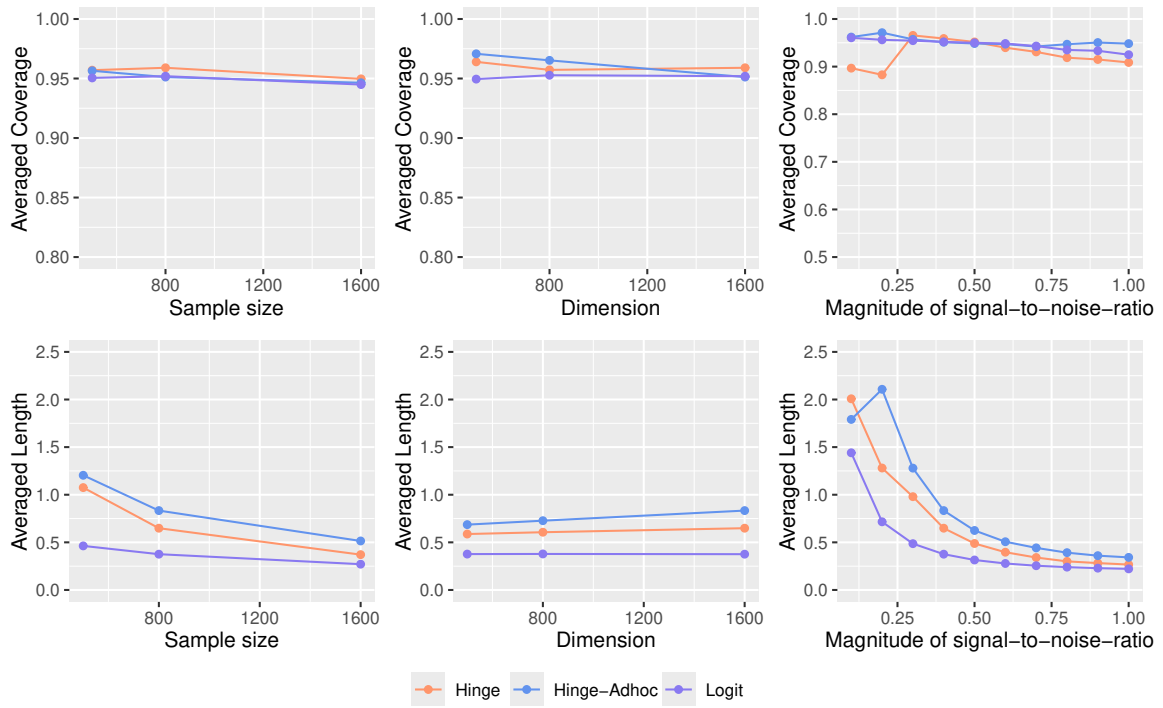 1.00
0.95
0.90
0.85
0.80
Averaged Coverage
800 1200 1600
Sample size
1.00
0.95
0.90
0.85
0.80
Averaged Coverage
800 1200 1600
Dimension
1.0
0.9
0.8
0.7
0.6
0.5
Averaged Coverage
0.25 0.50 0.75 1.00
Magnitude of signal−to−noise−ratio
2.5
2.0
1.5
1.0
0.5
0.0
Averaged Length
800 1200 1600
Sample size
2.5
2.0
1.5
1.0
0.5
0.0
Averaged Length
800 1200 1600
Dimension
2.5
2.0
1.5
1.0
0.5
0.0
Averaged Length
0.25 0.50 0.75 1.00
Magnitude of signal−to−noise−ratio
Hinge Hinge−Adhoc Logit